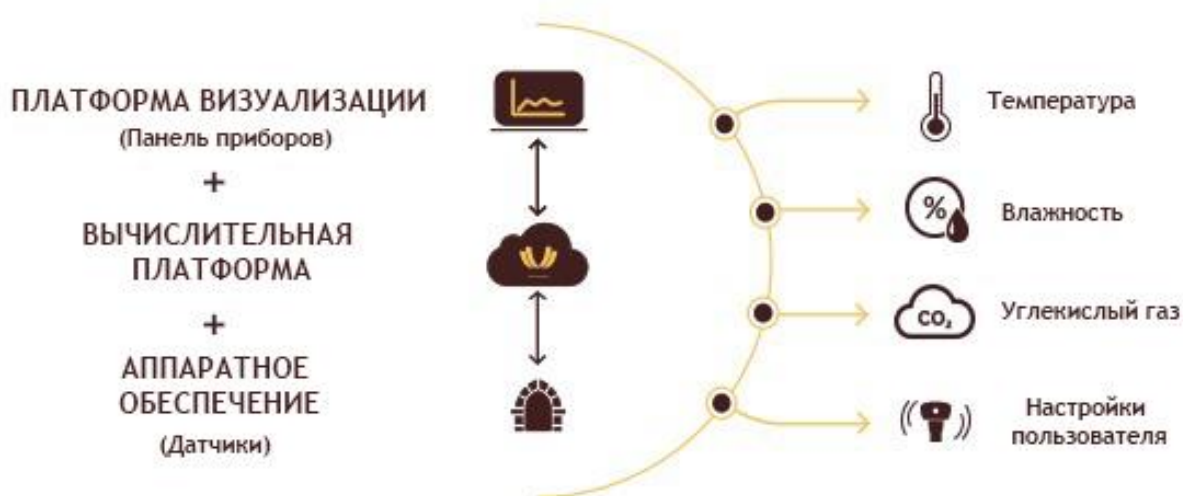 ПЛАТФОРМА ВИЗУАЛИЗАЦИИ
(Панель приборов)
+
ВЫЧИСЛИТЕЛЬНАЯ
ПЛАТФОРМА
+
АППАРАТНОЕ
ОБЕСПЕЧЕНИЕ
(Датчики)
Температура
%
Влажность
CO₂
Углекислый газ
Настройки
пользователя